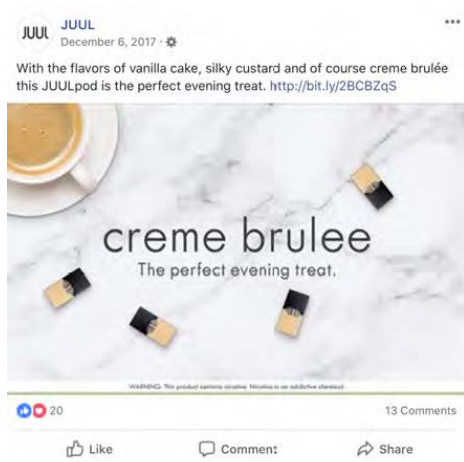 JUUL
JUUL
December 6, 2017 ·
•••
With the flavors of vanilla cake, silky custard and of course creme brulée
this JUULpod is the perfect evening treat. http://bit.ly/2BCBZqS
creme brulee
The perfect evening treat.
WARNING: This product contains nicotine. Nicotine is an addictive chemical.
20
13 Comments
Like
Comment
Share